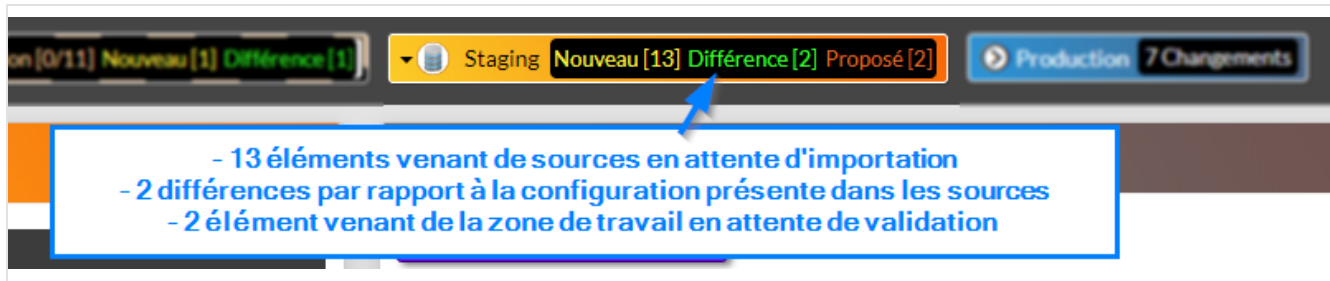 on [0/11] Nouveau [1] Différence [1]
Staging Nouveau [13] Différence [2] Proposé [2]
Production 7 Changements
- 13 éléments venant de sources en attente d'importation
- 2 différences par rapport à la configuration présente dans les sources
- 2 élément venant de la zone de travail en attente de validation